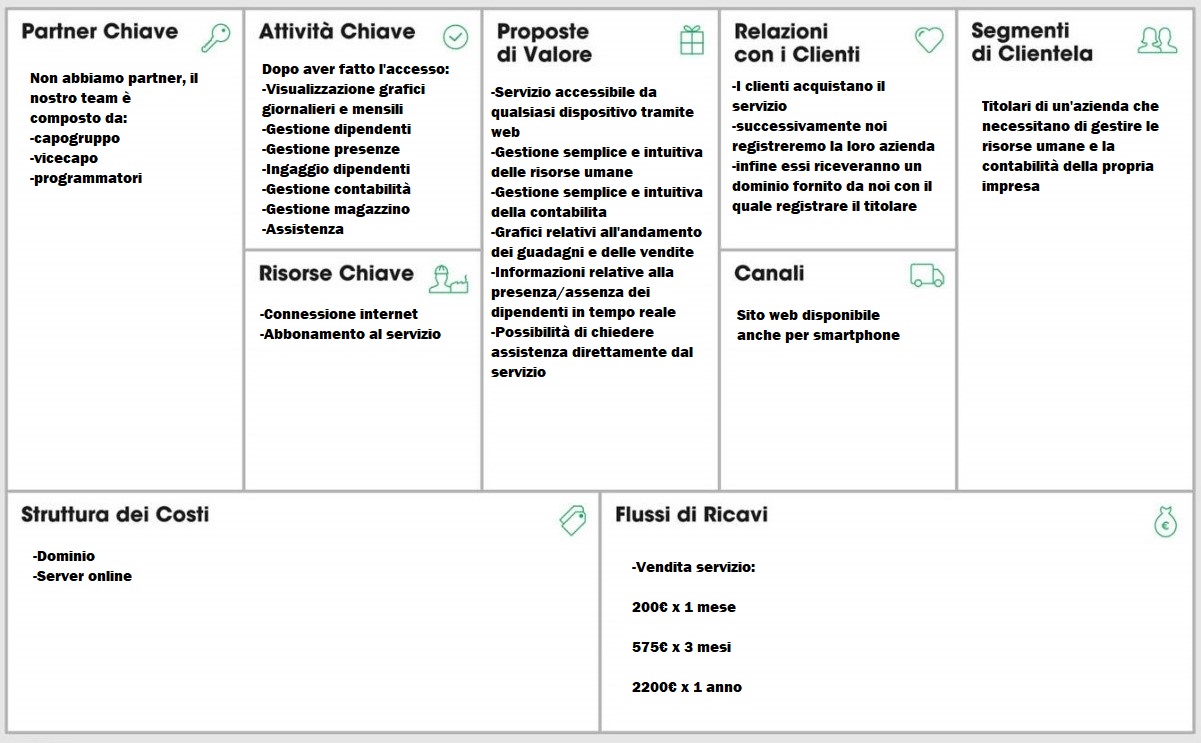 Partner Chiave
Non abbiamo partner, il
nostro team è
composto da:
-capogruppo
-vicecapo
-programmatori
Attività Chiave
Dopo aver fatto l'accesso:
-Visualizzazione grafici
giornalieri e mensili
-Gestione dipendenti
-Gestione presenze
-Ingaggio dipendenti
-Gestione contabilità
-Gestione magazzino
-Assistenza
Risorse Chiave
-Connessione internet
-Abbonamento al servizio
Proposte
di Valore
-Servizio accessibile da
qualsiasi dispositivo tramite
web
-Gestione semplice e intuitiva
delle risorse umane
-Gestione semplice e intuitiva
della contabilita
-Grafici relativi all'andamento
dei guadagni e delle vendite
-Informazioni relative alla
presenza/assenza dei
dipendenti in tempo reale
-Possibilità di chiedere
assistenza direttamente dal
servizio
Relazioni
con i Clienti
-I clienti acquistano il
servizio
-successivamente noi
registreremo la loro azienda
-infine essi riceveranno un
dominio fornito da noi con il
quale registrare il titolare
Canali
Sito web disponibile
anche per smartphone
Segmenti
di Clientela
Titolari di un'azienda che
necessitano di gestire le
risorse umane e la
contabilità della propria
impresa
Struttura dei Costi
-Dominio
-Server online
Flussi di Ricavi
€
-Vendita servizio:
200€ x 1 mese
575€ x 3 mesi
2200€ x 1 anno